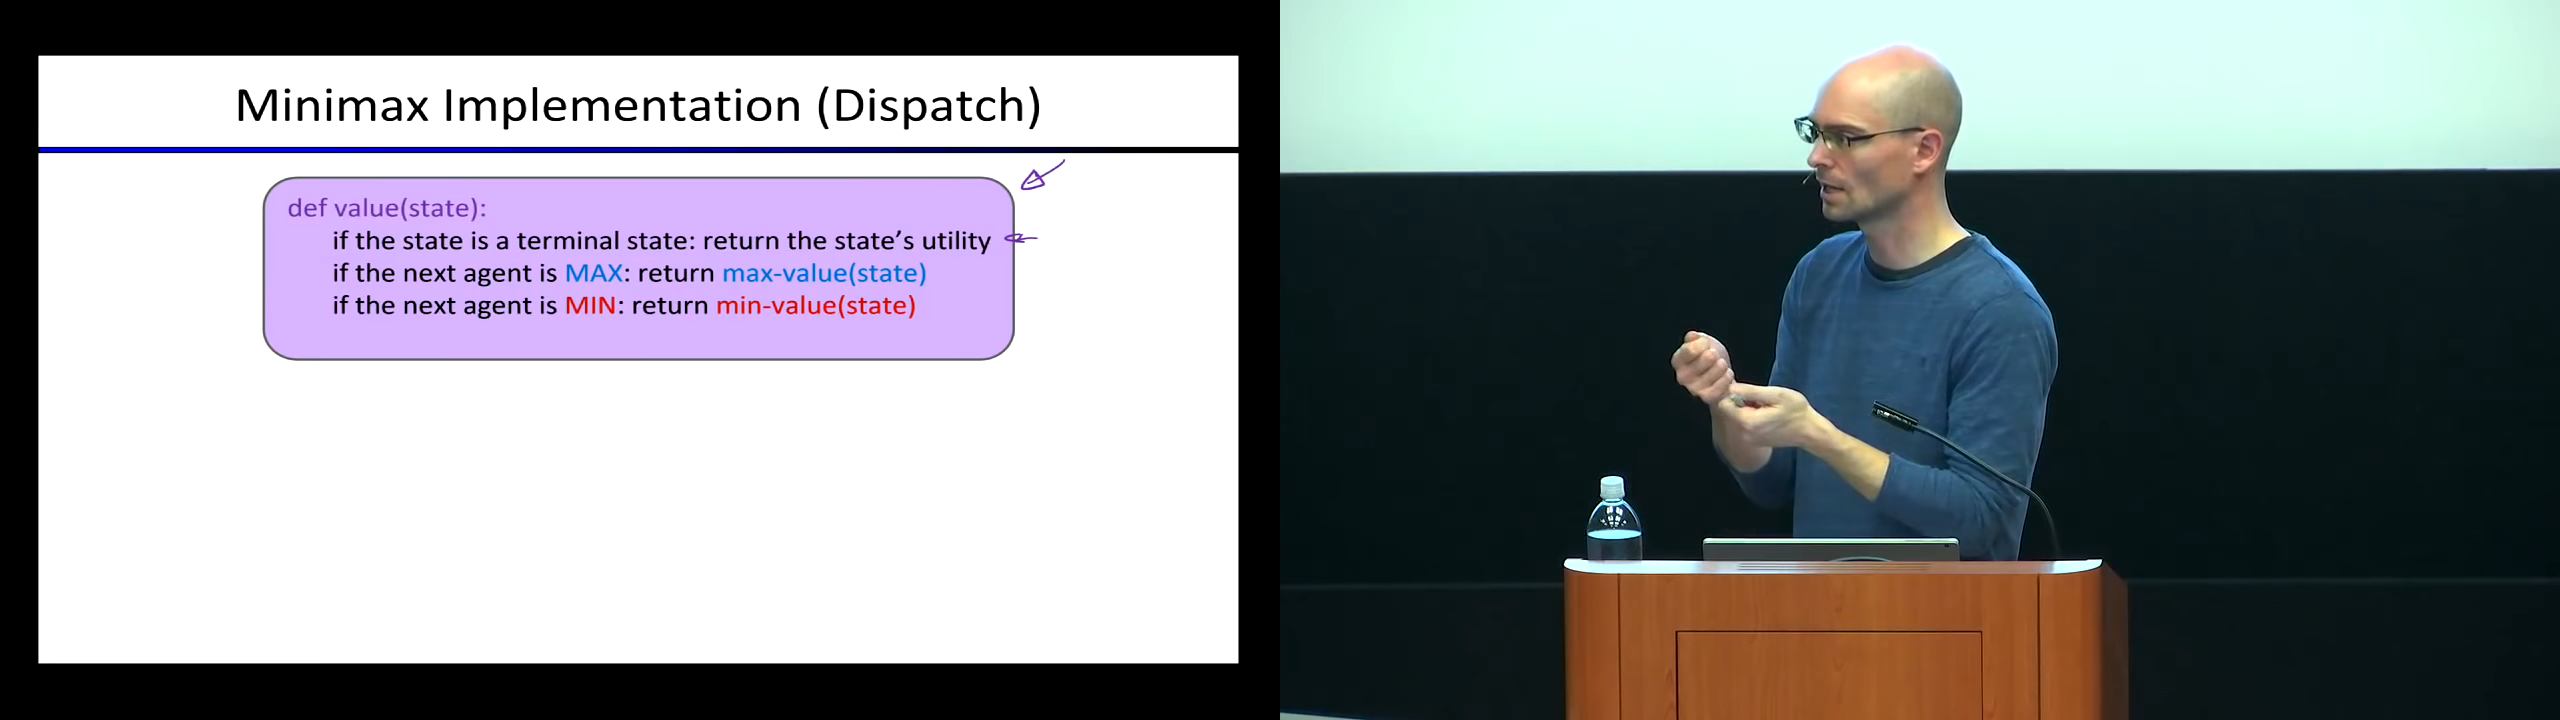 Minimax Implementation (Dispatch)
def value(state):
if the state is a terminal state: return the state’s utility
if the next agent is MAX: return max-value(state)
if the next agent is MIN: return min-value(state)